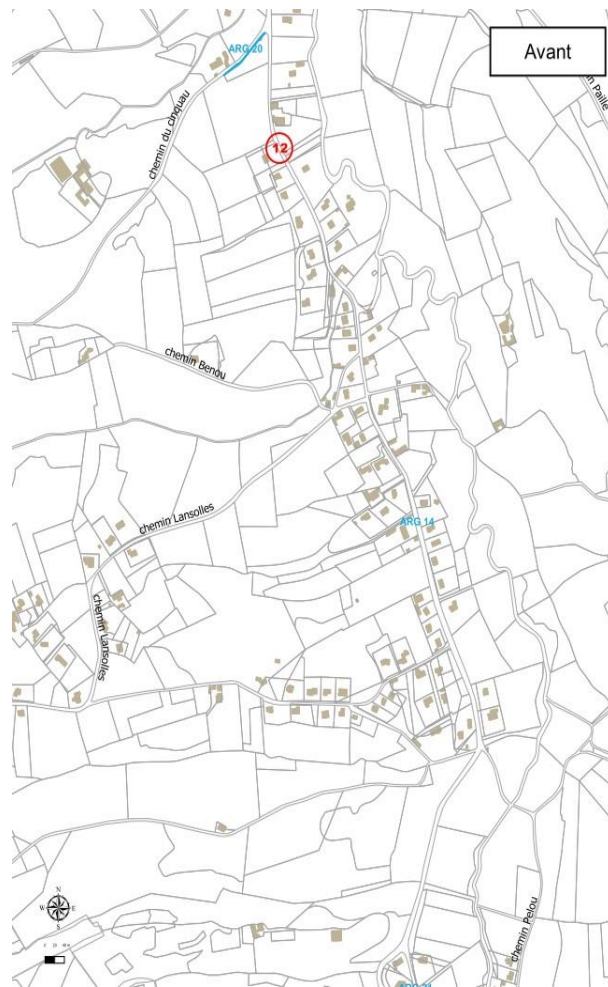 Avant
ARG 20
chemin du cinquau
12
chemin Benou
chemin Lansolles
ARG 14
chemin Lansolles
N
W
E
S
chemin Pelou